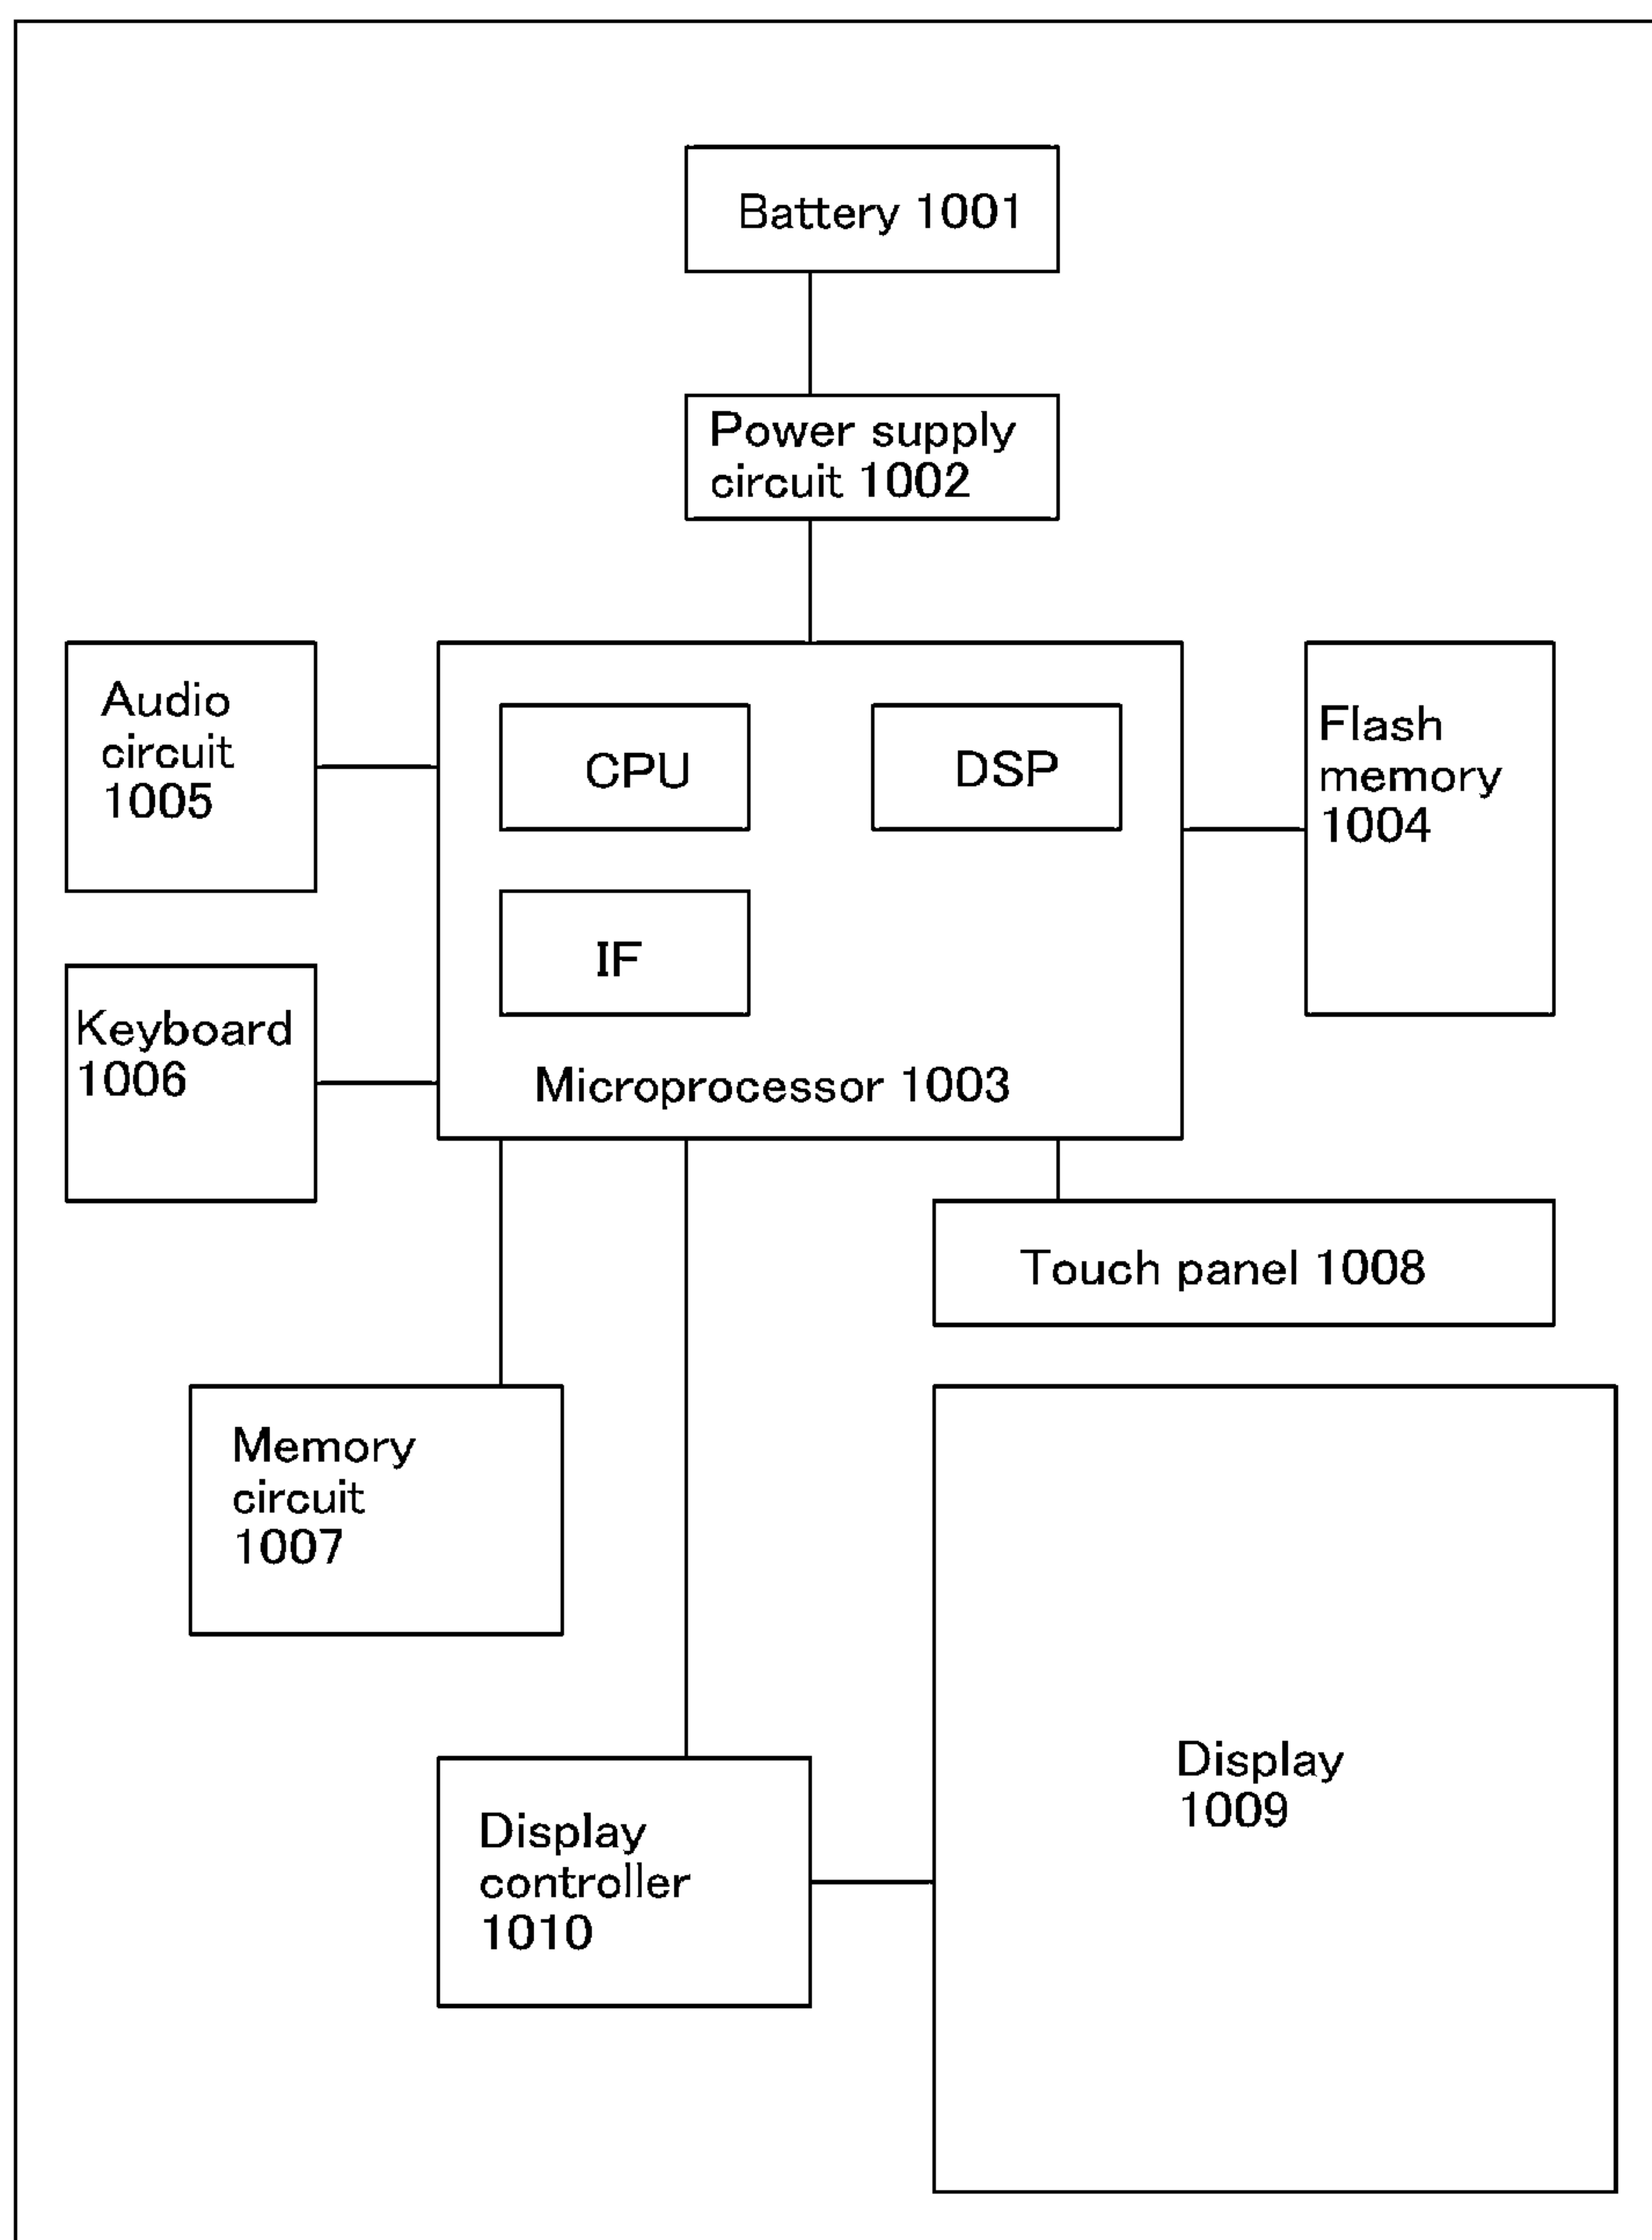 Battery 1001
Power supply
circuit 1002
Audio
circuit
1005
CPU
DSP
Flash
memory
1004
IF
Keyboard
1006
Microprocessor 1003
Touch panel 1008
Memory
circuit
1007
Display
1009
Display
controller
1010